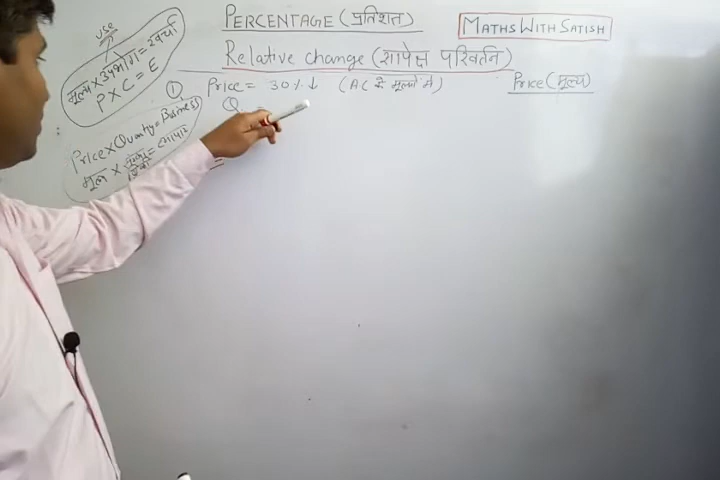 PERCENTAGE (प्रतिशत)
MATHS WITH SATISH
Relative change (सापेक्ष परिवर्तन)
USE
मूल्य × उपभोग = खर्चा
P × C = E
Price × Quantity = Business
मूल्य × = व्यापार
① Price = 30% ↓ (AC के मूल्य में)
Q
Price (मूल्य)